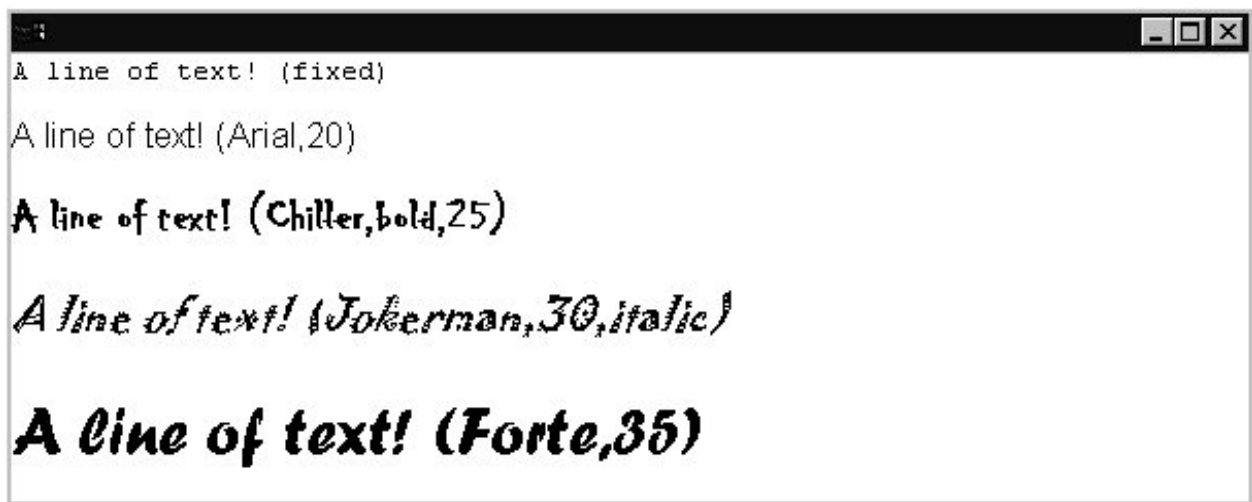 A line of text! (fixed)
A line of text! (Arial,20)
A line of text! (Chiller,bold,25)
A line of text! (Jokerman,30,italic)
A line of text! (Forte,35)